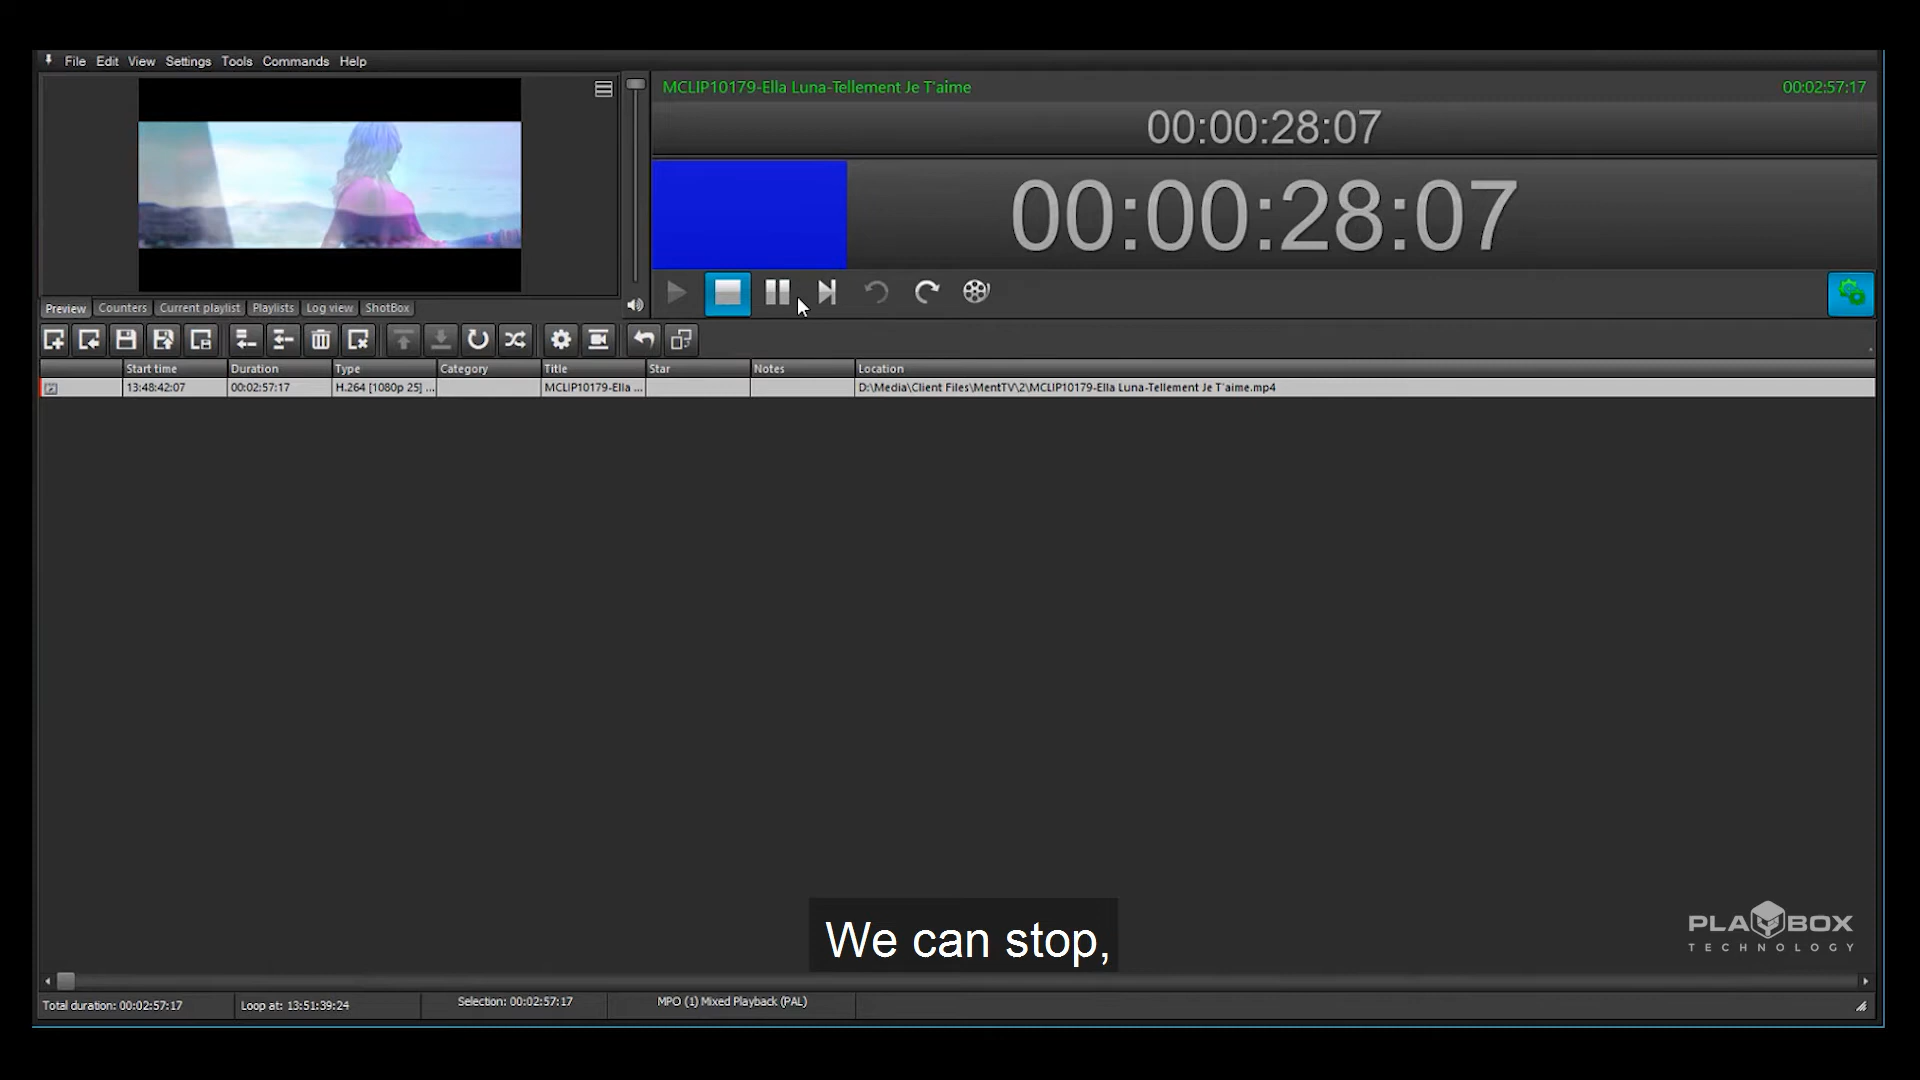 File Edit View Settings Tools Commands Help
MCLIP10179-Ella Luna-Tellement Je T'aime 00:02:57:17
00:00:28:07
00:00:28:07
Preview Counters Current playlist Playlists Log view ShotBox
Start time Duration Type Category Title Star Notes Location
13:48:42:07 00:02:57:17 H.264 [1080p 25] ... MCLIP10179-Ella ... D:\Media\Client Files\MentTV\2\MCLIP10179-Ella Luna-Tellement Je T'aime.mp4
We can stop,
PLAYBOX
TECHNOLOGY
Total duration: 00:02:57:17 Loop at: 13:51:39:24 Selection: 00:02:57:17 MPO (1) Mixed Playback (PAL)